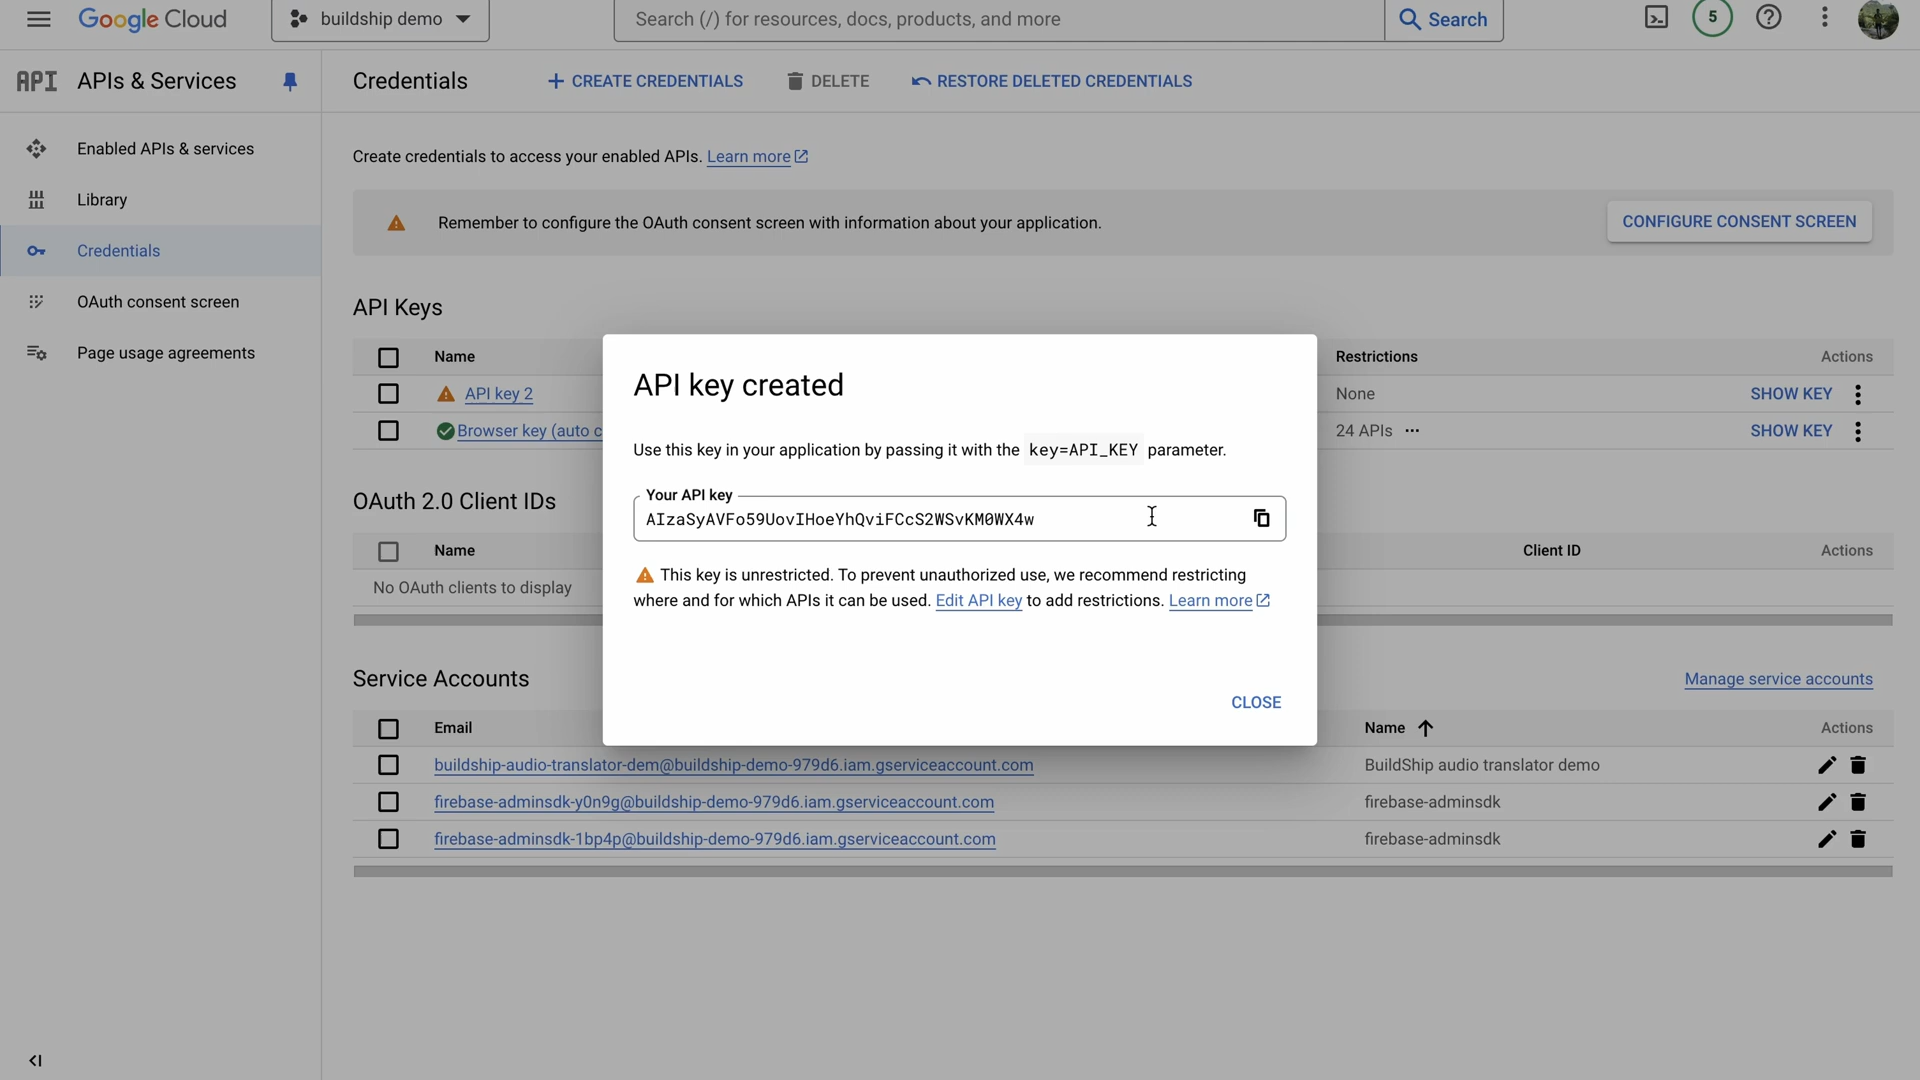 Google Cloud
buildship demo
Search (/) for resources, docs, products, and more
Search
5
API
APIs & Services
Credentials
+ CREATE CREDENTIALS
DELETE
RESTORE DELETED CREDENTIALS
Enabled APIs & services
Library
Credentials
OAuth consent screen
Page usage agreements
Create credentials to access your enabled APIs. Learn more
Remember to configure the OAuth consent screen with information about your application.
CONFIGURE CONSENT SCREEN
API Keys
Name
Restrictions
Actions
API key 2
None
SHOW KEY
Browser key (auto c
24 APIs
SHOW KEY
OAuth 2.0 Client IDs
Name
Client ID
Actions
No OAuth clients to display
API key created
Use this key in your application by passing it with the key=API_KEY parameter.
Your API key
AIzaSyAVFo59UovIHoeYhQviFCcS2WSvKM0WX4w
This key is unrestricted. To prevent unauthorized use, we recommend restricting
where and for which APIs it can be used. Edit API key to add restrictions. Learn more
CLOSE
Service Accounts
Manage service accounts
Email
Name
Actions
buildship-audio-translator-dem@buildship-demo-979d6.iam.gserviceaccount.com
BuildShip audio translator demo
firebase-adminsdk-y0n9g@buildship-demo-979d6.iam.gserviceaccount.com
firebase-adminsdk
firebase-adminsdk-1bp4p@buildship-demo-979d6.iam.gserviceaccount.com
firebase-adminsdk